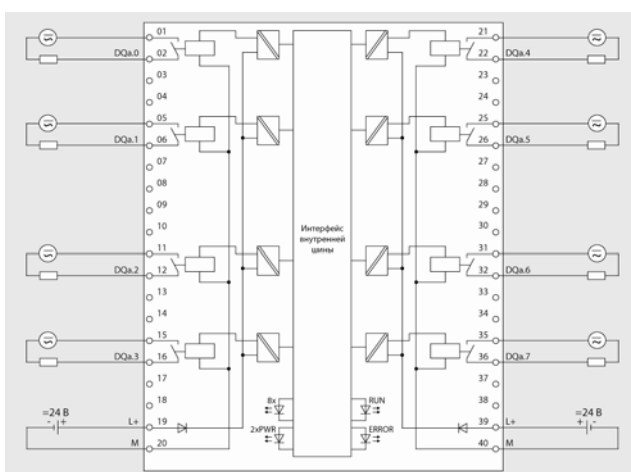 01
DQa.0 02
03
04
05
DQa.1 06
07
08
09
10
11
DQa.2 12
13
14
15
DQa.3 16
17
18
=24 В
- +
L+ 19
M 20
Интерфейс
внутренней
шины
8x
RUN
2xPWR
ERROR
21
22 DQa.4
23
24
25
26 DQa.5
27
28
29
30
31
32 DQa.6
33
34
35
36 DQa.7
37
38
=24 В
+ -
39 L+
40 M